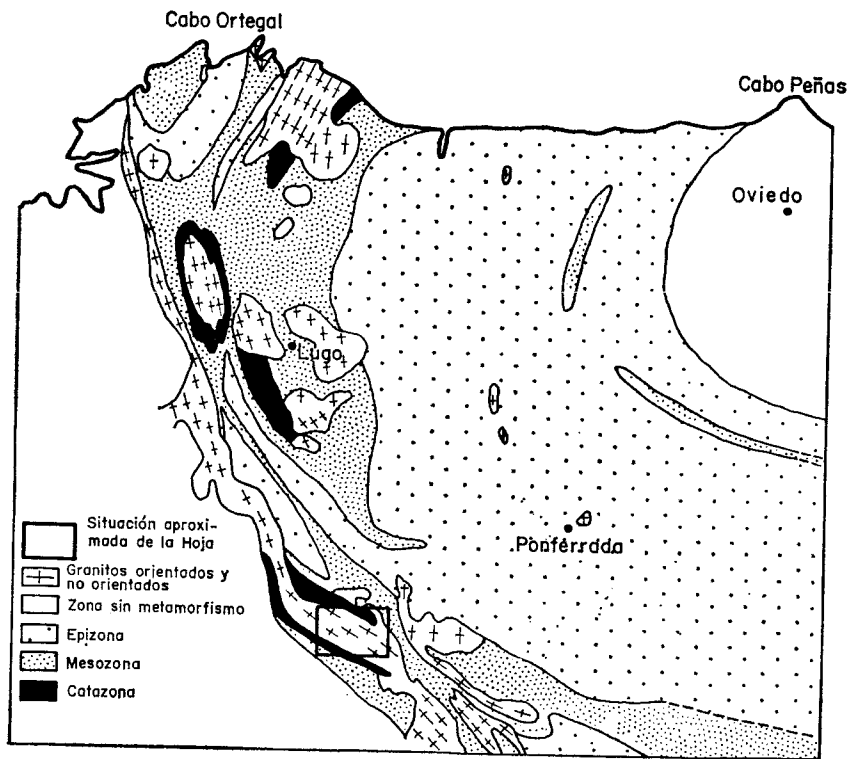 Cabo Ortegal
Cabo Peñas
Oviedo
Lugo
Ponferrada
Situación aproxi-
mada de la Hoja
Granitos orientados y
no orientados
Zona sin metamorfismo
Epizona
Mesozona
Catazona